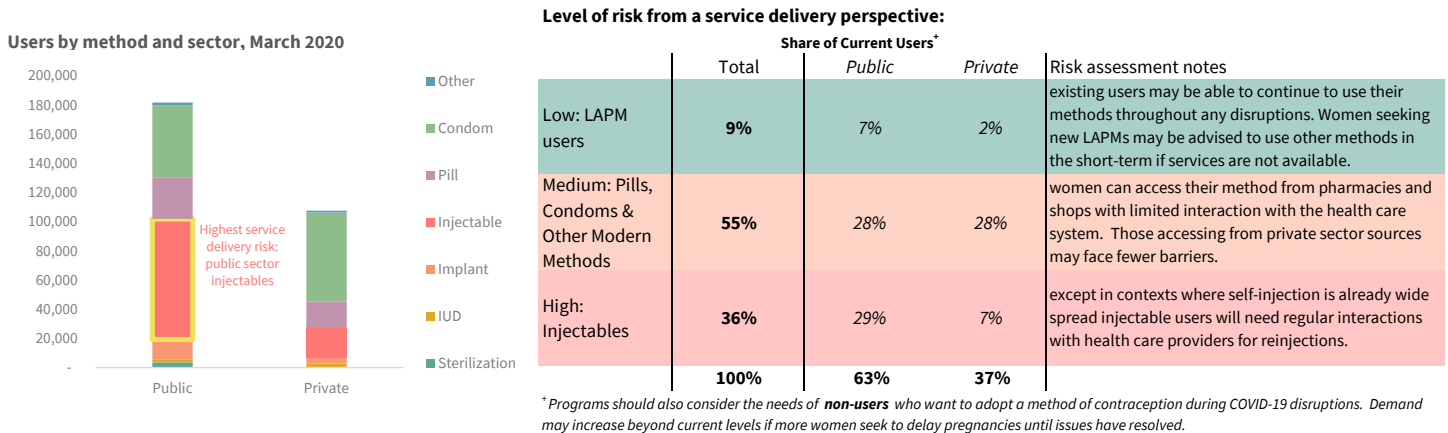 Level of risk from a service delivery perspective:
Users by method and sector, March 2020
200,000
180,000
160,000
140,000
120,000
100,000
80,000
60,000
40,000
20,000
-
Public
Private
Highest service
delivery risk:
public sector
injectables
Other
Condom
Pill
Injectable
Implant
IUD
Sterilization
Share of Current Users+
Total Public Private Risk assessment notes
Low: LAPM
users
9% 7% 2%
existing users may be able to continue to use their
methods throughout any disruptions. Women seeking
new LAPMs may be advised to use other methods in
the short-term if services are not available.
Medium: Pills,
Condoms &
Other Modern
Methods
55% 28% 28%
women can access their method from pharmacies and
shops with limited interaction with the health care
system. Those accessing from private sector sources
may face fewer barriers.
High:
Injectables
36% 29% 7%
except in contexts where self-injection is already wide
spread injectable users will need regular interactions
with health care providers for reinjections.
100% 63% 37%
+Programs should also consider the needs of non-users who want to adopt a method of contraception during COVID-19 disruptions. Demand
may increase beyond current levels if more women seek to delay pregnancies until issues have resolved.